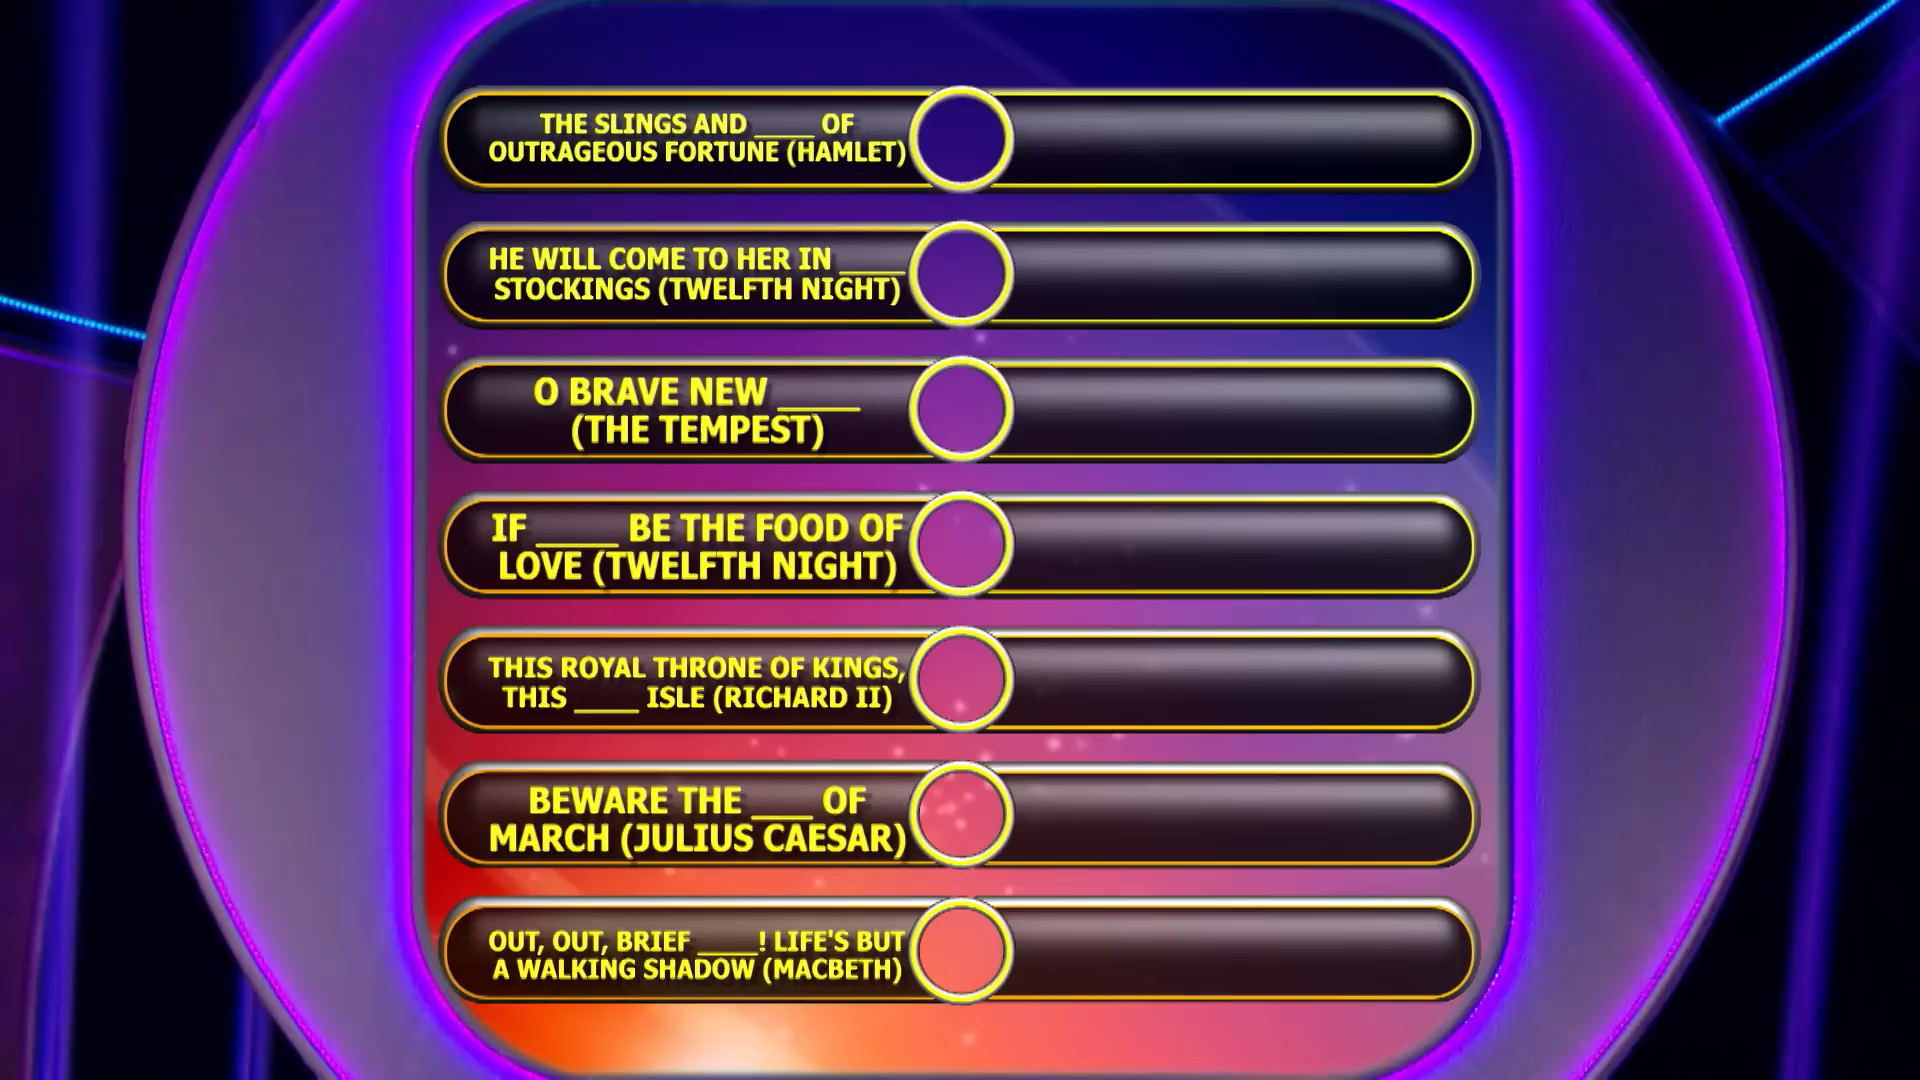 THE SLINGS AND ____ OF
OUTRAGEOUS FORTUNE (HAMLET)
HE WILL COME TO HER IN ____
STOCKINGS (TWELFTH NIGHT)
O BRAVE NEW ____
(THE TEMPEST)
IF ____ BE THE FOOD OF
LOVE (TWELFTH NIGHT)
THIS ROYAL THRONE OF KINGS,
THIS ____ ISLE (RICHARD II)
BEWARE THE ___ OF
MARCH (JULIUS CAESAR)
OUT, OUT, BRIEF ____! LIFE'S BUT
A WALKING SHADOW (MACBETH)